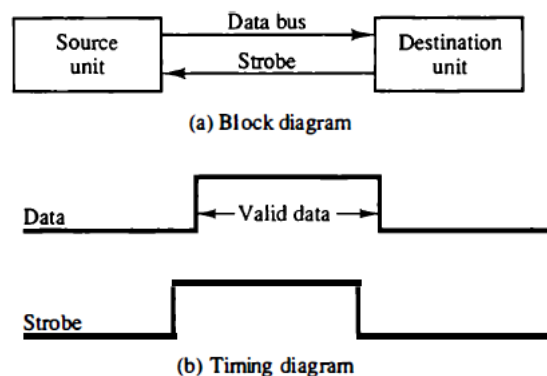 Data bus
Source
unit
Destination
unit
Strobe
(a) Block diagram
Data
Valid data
Strobe
(b) Timing diagram